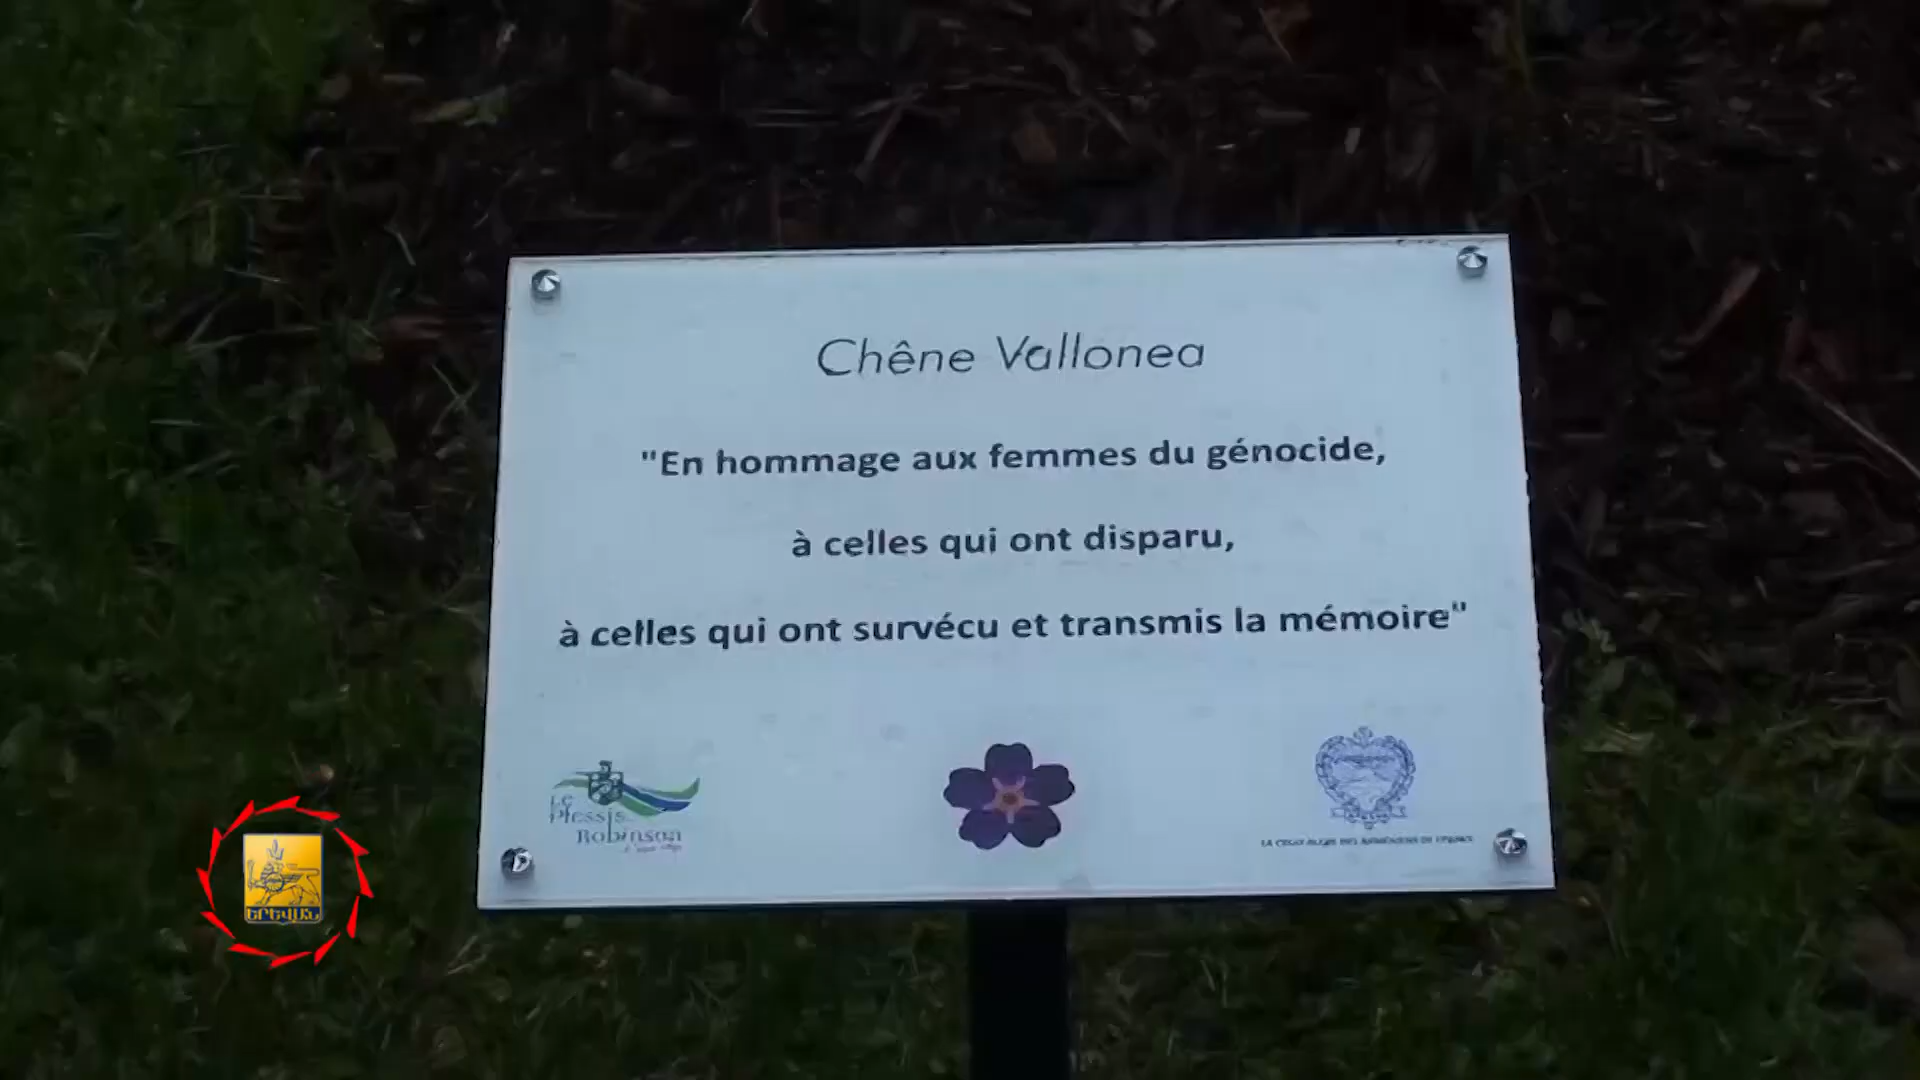 Chêne Vallonea
"En hommage aux femmes du génocide,
à celles qui ont disparu,
à celles qui ont survécu et transmis la mémoire"
Le
Plessis
Robinson
ԵՐԵՎԱՆ